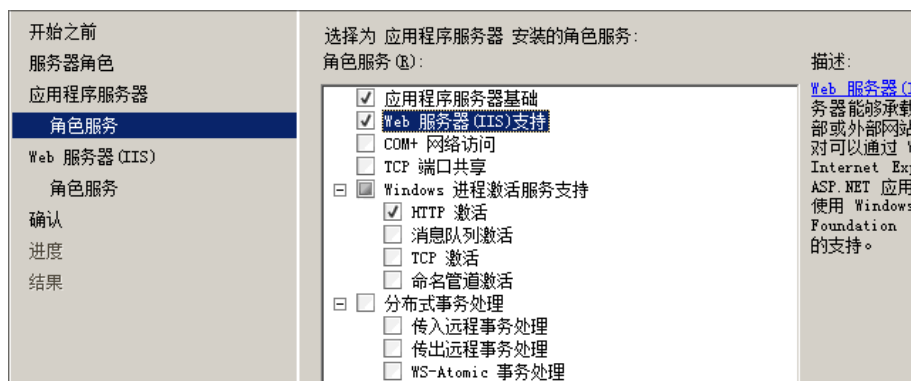 开始之前
服务器角色
应用程序服务器
角色服务
Web 服务器(IIS)
角色服务
确认
进度
结果
选择为 应用程序服务器 安装的角色服务:
角色服务(R):
应用程序服务器基础
Web 服务器(IIS)支持
COM+ 网络访问
TCP 端口共享
Windows 进程激活服务支持
HTTP 激活
消息队列激活
TCP 激活
命名管道激活
分布式事务处理
传入远程事务处理
传出远程事务处理
WS-Atomic 事务处理
描述:
Web 服务器(I
务器能够承载
部或外部网站
对可以通过 W
Internet Exp
ASP.NET 应用
使用 Windows
Foundation
的支持。